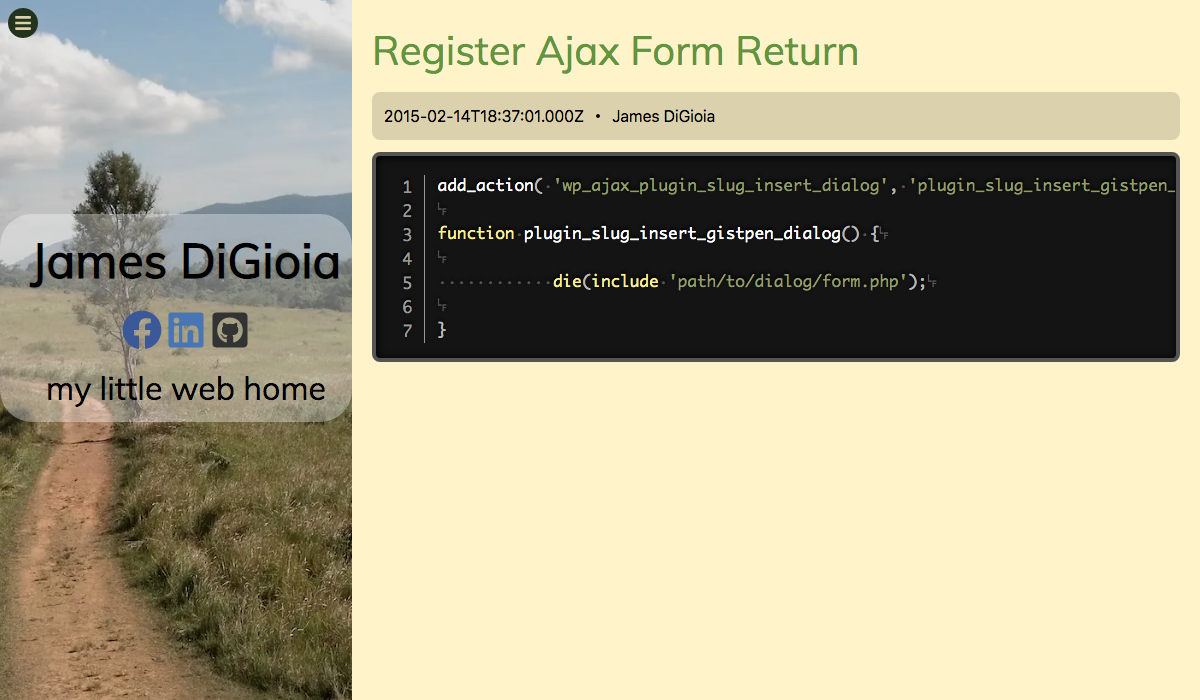 James DiGioia
my little web home
Register Ajax Form Return
2015-02-14T18:37:01.000Z • James DiGioia
1 add_action( 'wp_ajax_plugin_slug_insert_dialog', 'plugin_slug_insert_gistpen_
2
3 function plugin_slug_insert_gistpen_dialog() {
4
5 die(include 'path/to/dialog/form.php');
6
7 }